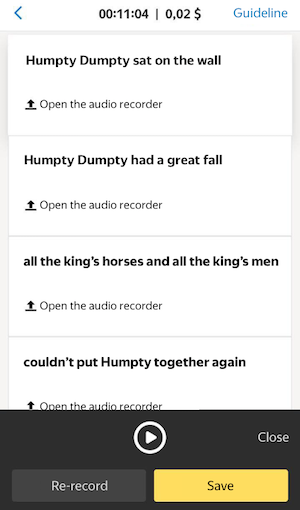 00:11:04 | 0,02 $ Guideline
Humpty Dumpty sat on the wall
Open the audio recorder
Humpty Dumpty had a great fall
Open the audio recorder
all the king's horses and all the king's men
Open the audio recorder
couldn't put Humpty together again
Open the audio recorder
Close
Re-record Save